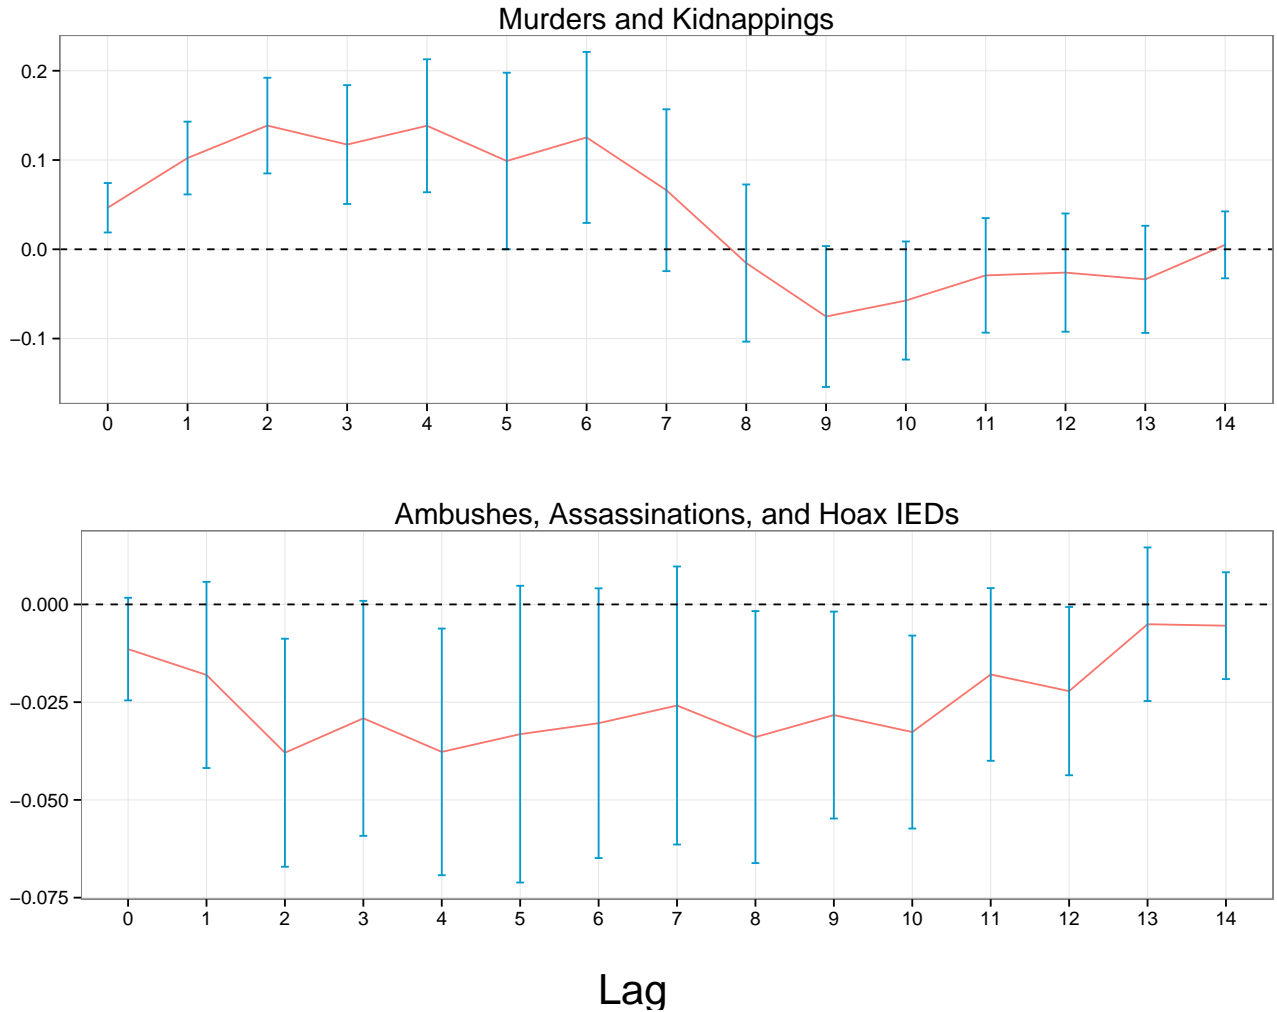 Murders and Kidnappings
0.2
0.1
0.0
−0.1
0 1 2 3 4 5 6 7 8 9 10 11 12 13 14
Ambushes, Assassinations, and Hoax IEDs
0.000
−0.025
−0.050
−0.075
0 1 2 3 4 5 6 7 8 9 10 11 12 13 14
Lag